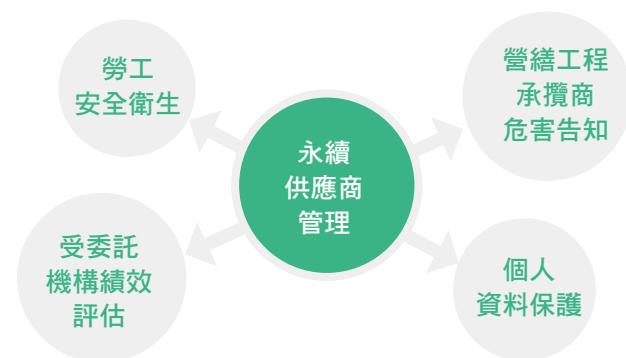 勞工
安全衛生
營繕工程
承攬商
危害告知
永續
供應商
管理
受委託
機構績效
評估
個人
資料保護